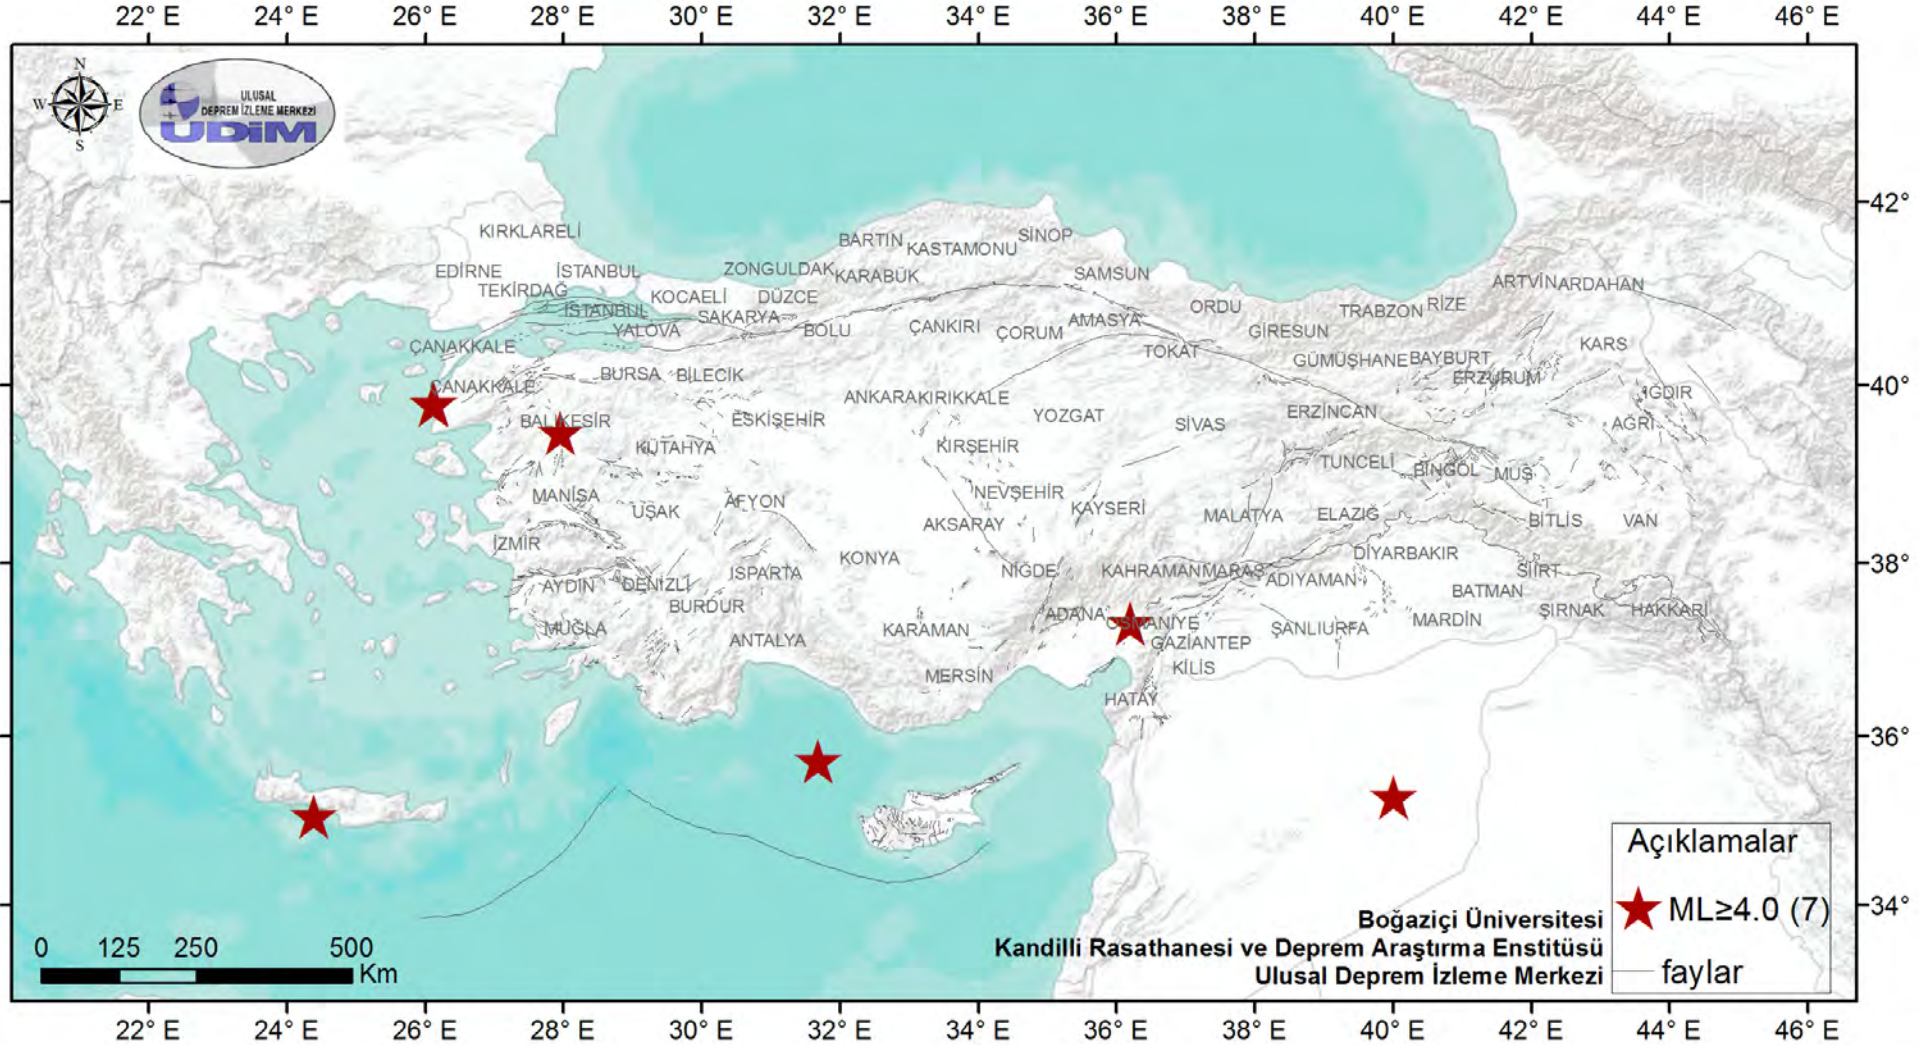 22° E 24° E 26° E 28° E 30° E 32° E 34° E 36° E 38° E 40° E 42° E 44° E 46° E
N
W E
S
ULUSAL
DEPREM İZLEME MERKEZİ
UDİM
42°
40°
38°
36°
34°
KIRKLARELİ
BARTIN
SİNOP
KASTAMONU
EDİRNE
İSTANBUL
ZONGULDAK
KARABÜK
SAMSUN
ARTVİN
ARDAHAN
TEKİRDAĞ
KOCAELİ
DÜZCE
İSTANBUL
SAKARYA
ORDU
TRABZON
RİZE
YALOVA
BOLU
ÇANKIRI
ÇORUM
AMASYA
GİRESUN
ÇANAKKALE
TOKAT
GÜMÜŞHANE
BAYBURT
KARS
ÇANAKKALE
BURSA
BİLECİK
ERZURUM
IĞDIR
ANKARA
KIRIKKALE
BALIKESİR
ESKİŞEHİR
YOZGAT
SİVAS
ERZİNCAN
AĞRI
KÜTAHYA
KIRŞEHİR
TUNCELİ
BİNGÖL
MUŞ
MANİSA
UŞAK
AFYON
NEVŞEHİR
KAYSERİ
AKSARAY
MALATYA
ELAZIĞ
BİTLİS
VAN
İZMİR
KONYA
NİĞDE
KAHRAMANMARAŞ
DİYARBAKIR
SİİRT
AYDIN
DENİZLİ
ISPARTA
ADIYAMAN
BATMAN
BURDUR
ADANA
OSMANİYE
MARDİN
ŞIRNAK
HAKKARİ
MUĞLA
ANTALYA
KARAMAN
GAZİANTEP
ŞANLIURFA
MERSİN
KİLİS
HATAY
Açıklamalar
ML≥4.0 (7)
faylar
Boğaziçi Üniversitesi
Kandilli Rasathanesi ve Deprem Araştırma Enstitüsü
Ulusal Deprem İzleme Merkezi
0 125 250 500
Km
22° E 24° E 26° E 28° E 30° E 32° E 34° E 36° E 38° E 40° E 42° E 44° E 46° E